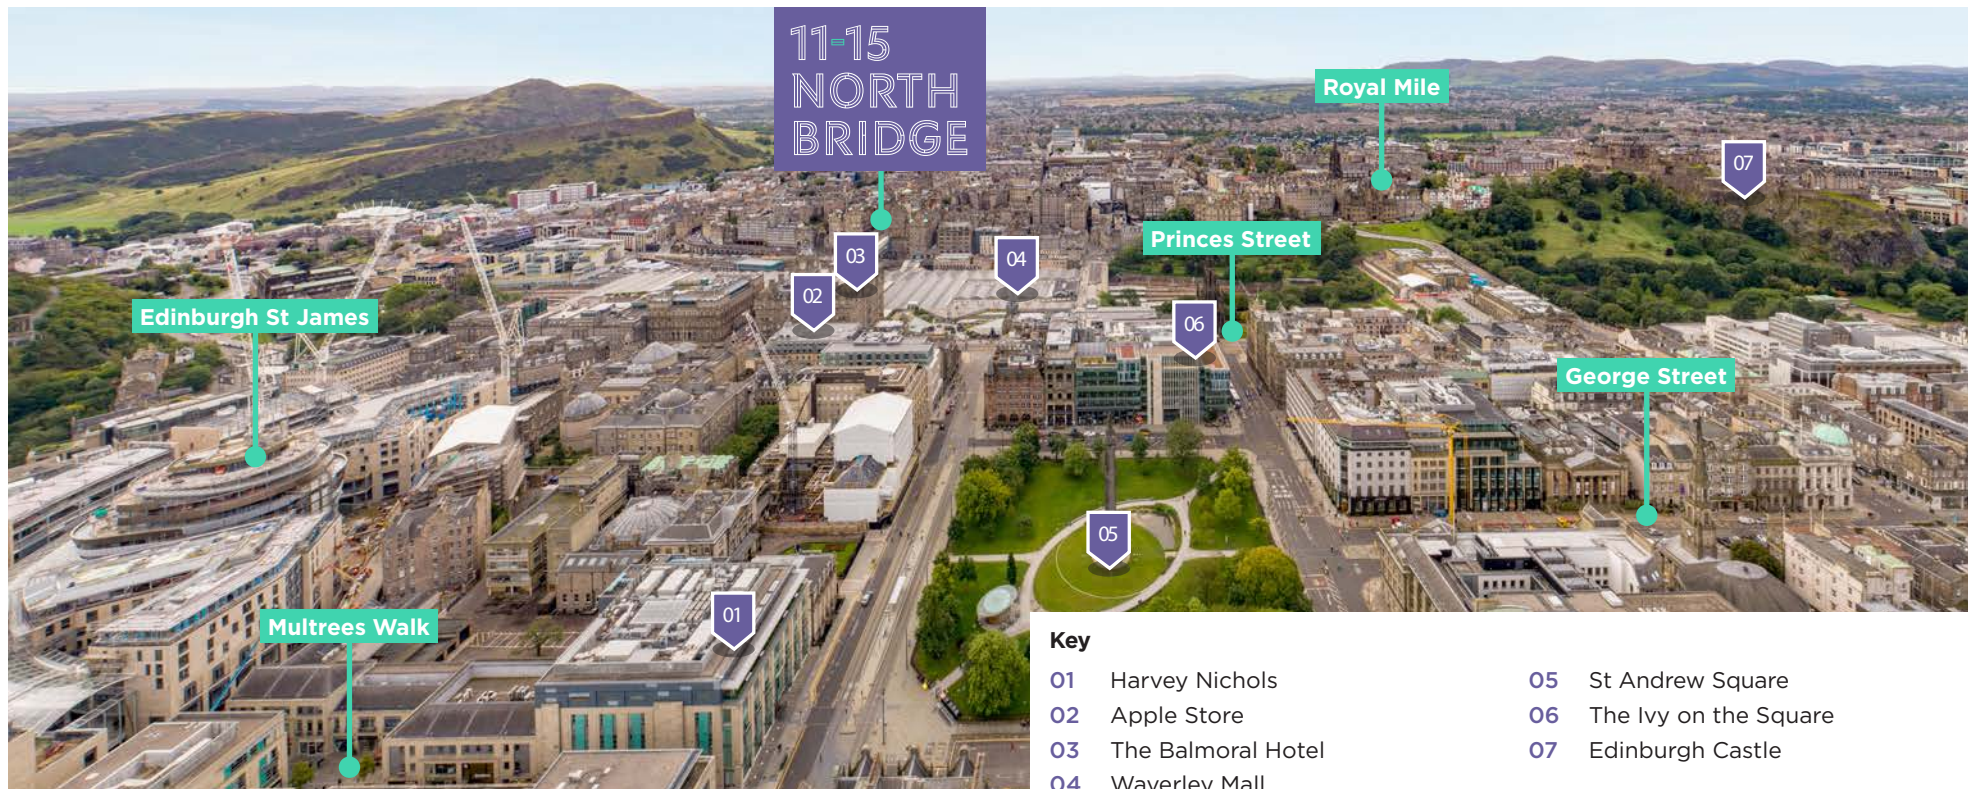 11-15
NORTH
BRIDGE
Royal Mile
07
Princes Street
03
04
02
Edinburgh St James
06
George Street
05
01
Multrees Walk
Key
01 Harvey Nichols
02 Apple Store
03 The Balmoral Hotel
04 Waverley Mall
05 St Andrew Square
06 The Ivy on the Square
07 Edinburgh Castle